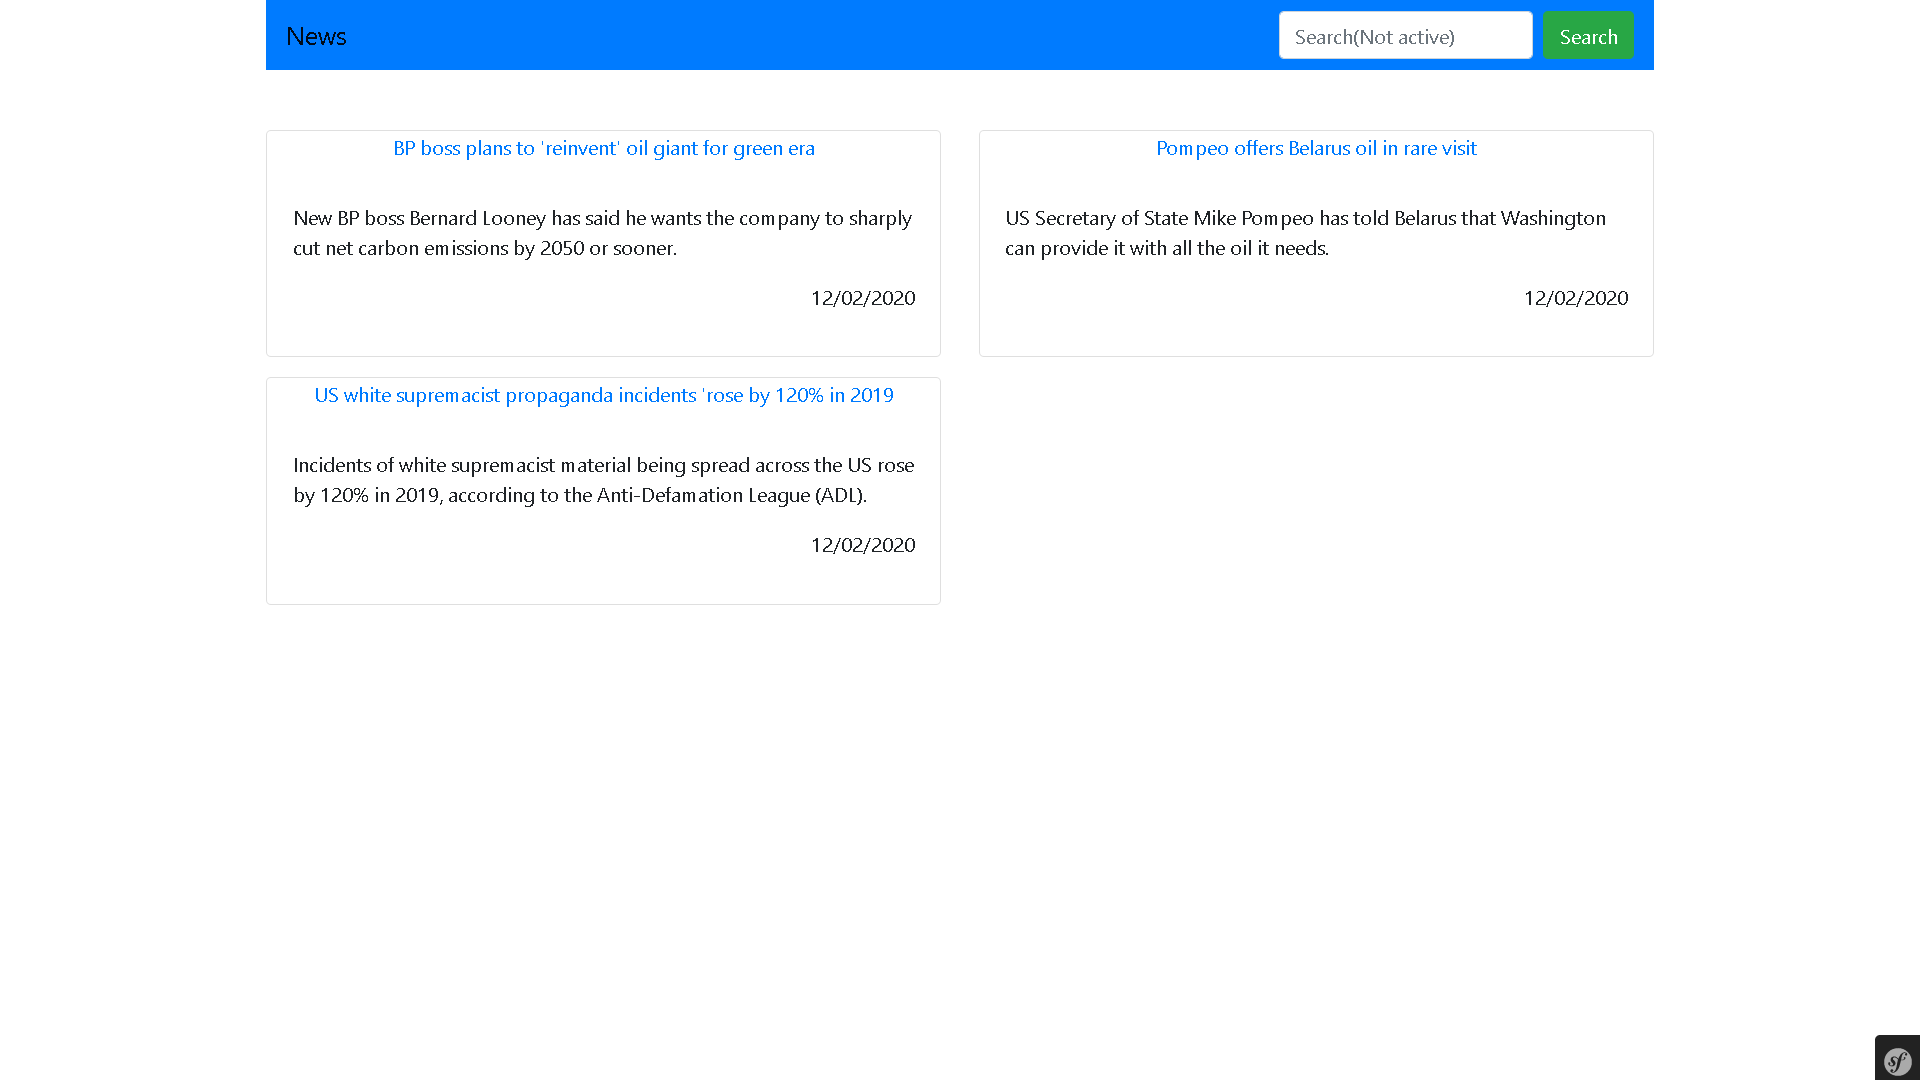 News
Search(Not active)
Search
BP boss plans to 'reinvent' oil giant for green era
New BP boss Bernard Looney has said he wants the company to sharply
cut net carbon emissions by 2050 or sooner.
12/02/2020
Pompeo offers Belarus oil in rare visit
US Secretary of State Mike Pompeo has told Belarus that Washington
can provide it with all the oil it needs.
12/02/2020
US white supremacist propaganda incidents 'rose by 120% in 2019
Incidents of white supremacist material being spread across the US rose
by 120% in 2019, according to the Anti-Defamation League (ADL).
12/02/2020
sf